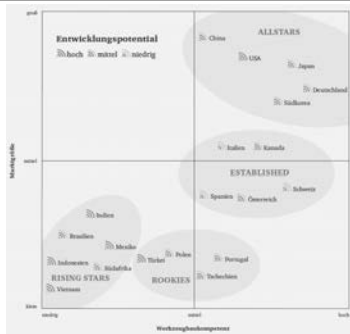 groß
ALLSTARS
China
Entwicklungspotential
hoch mittel niedrig
USA
Japan
Deutschland
Südkorea
Italien Kanada
mittel
Marktgröße
ESTABLISHED
Spanien Österreich Schweiz
Indien
Brasilien
Mexiko
Indonesien Südafrika Türkei Polen Portugal
RISING STARS
ROOKIES
Tschechien
Vietnam
klein
niedrig mittel hoch
Werkzeugbaukompetenz